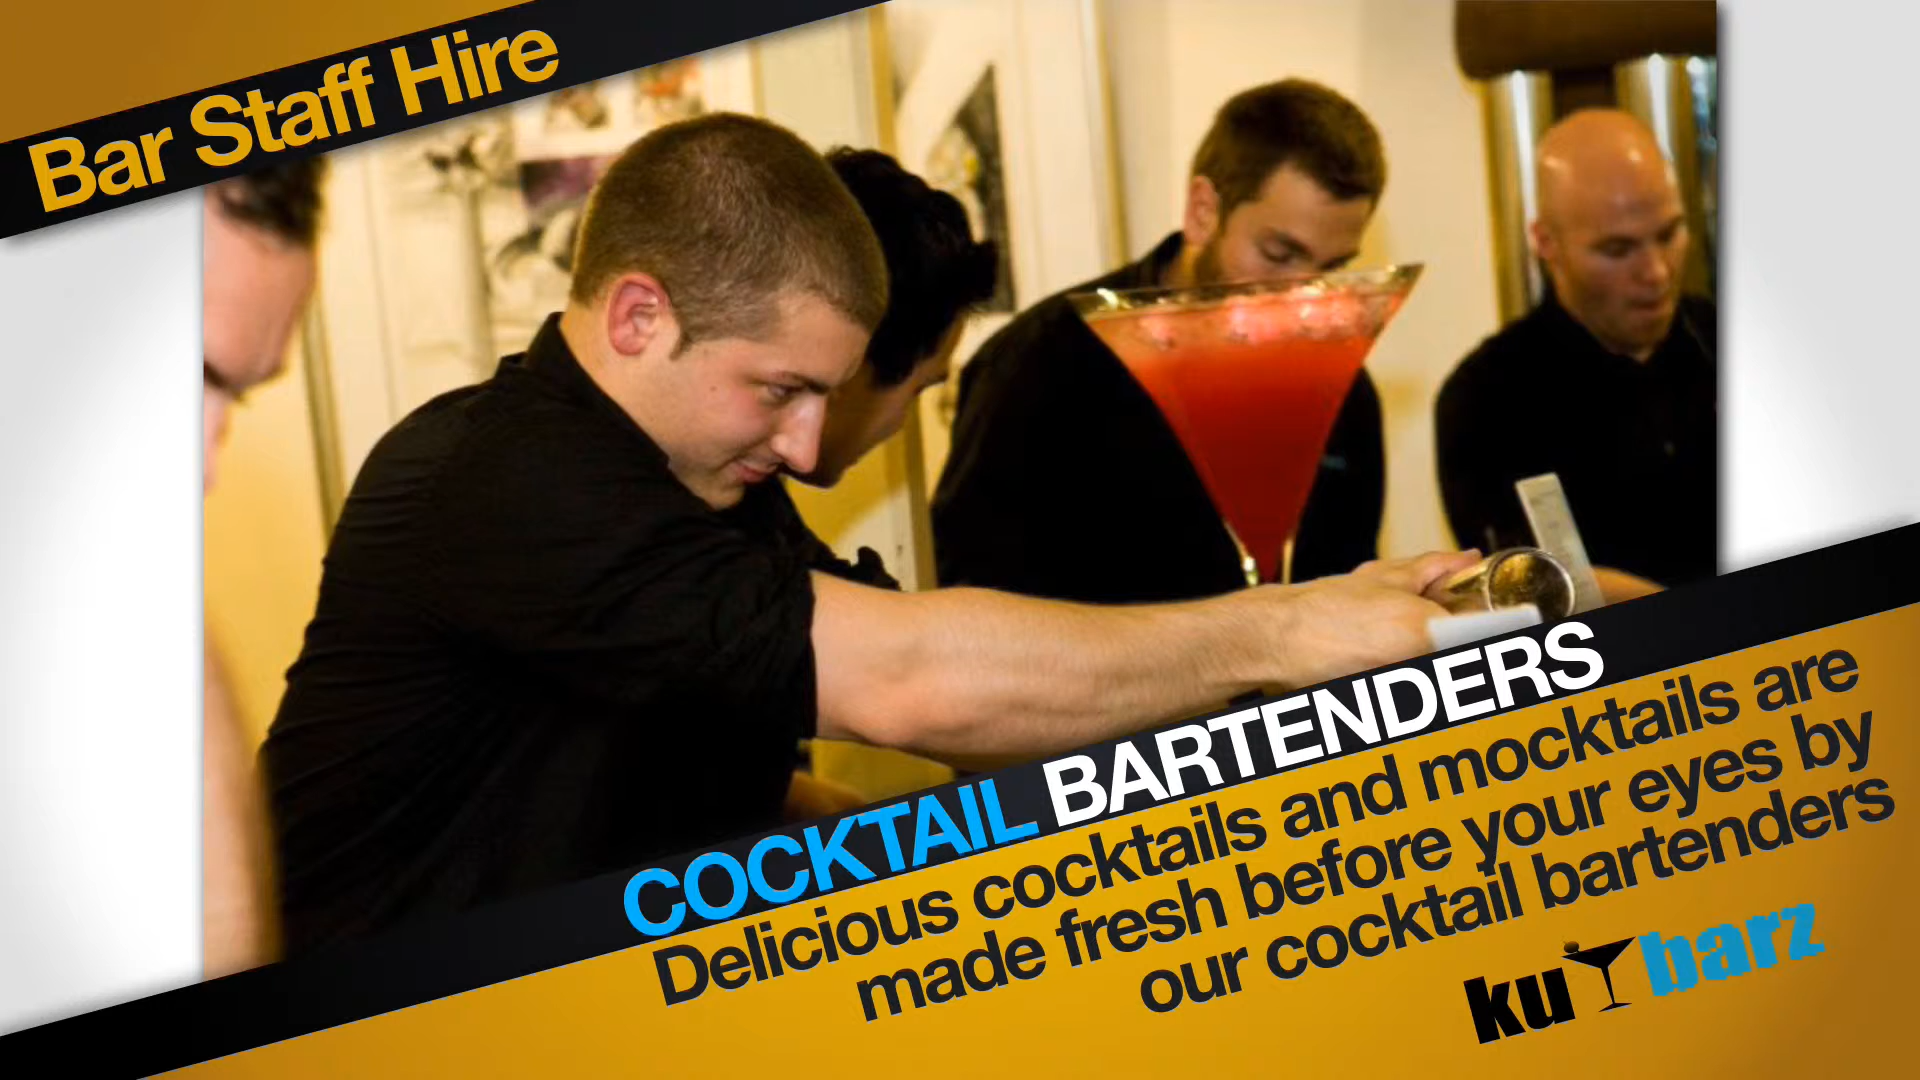 Bar Staff Hire
COCKTAIL BARTENDERS
Delicious cocktails and mocktails are
made fresh before your eyes by
our cocktail bartenders
ku barz